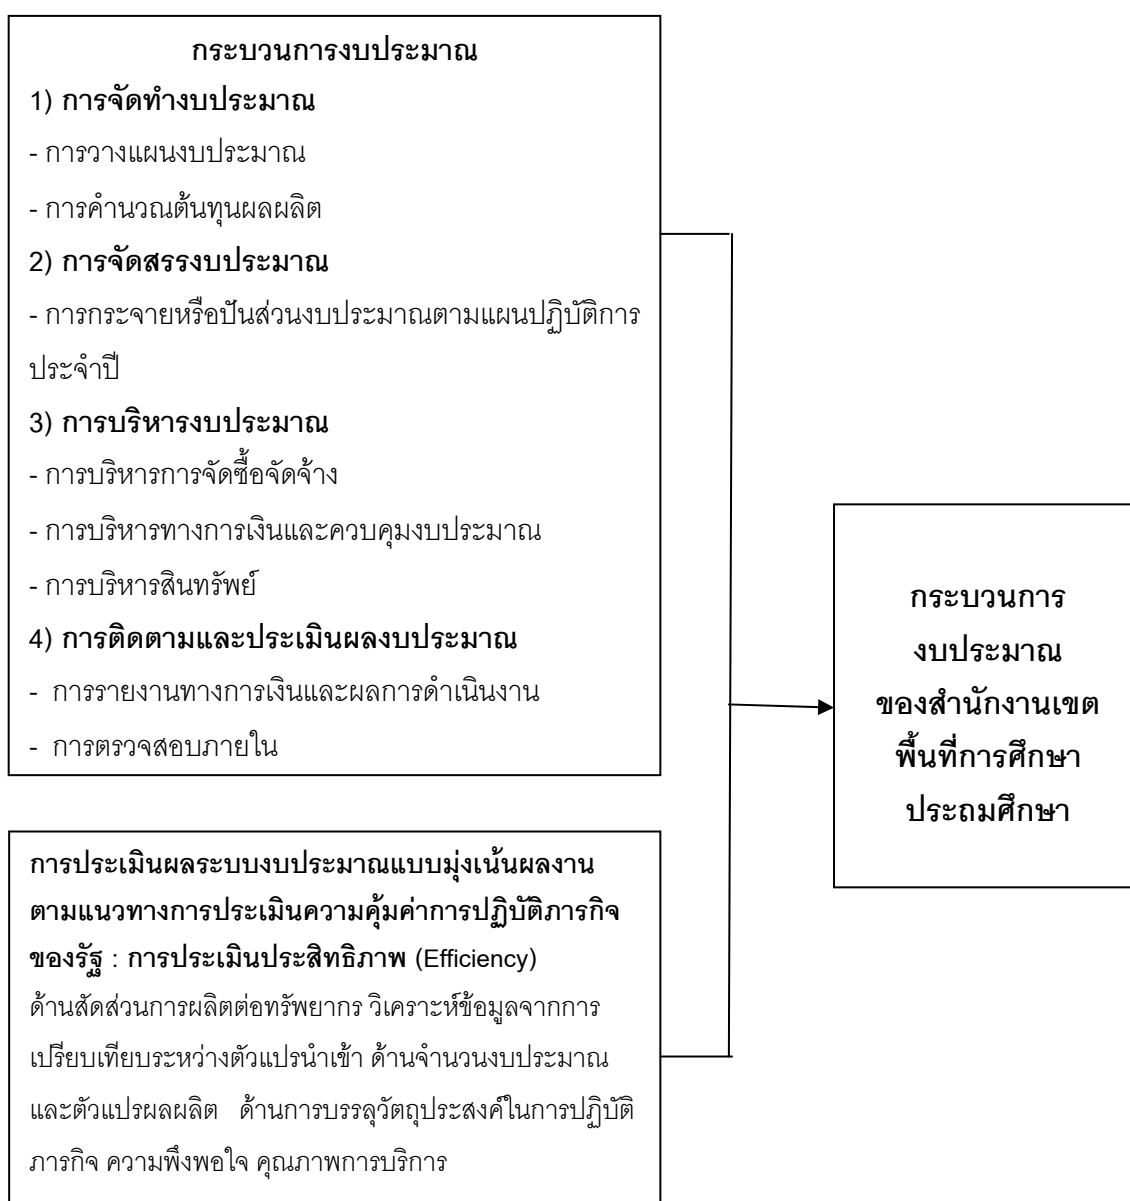 กระบวนการงบประมาณ
1) การจัดทำงบประมาณ
- การวางแผนงบประมาณ
- การคำนวณต้นทุนผลผลิต
2) การจัดสรรงบประมาณ
- การกระจายหรือปันส่วนงบประมาณตามแผนปฏิบัติการ
ประจำปี
3) การบริหารงบประมาณ
- การบริหารการจัดซื้อจัดจ้าง
- การบริหารทางการเงินและควบคุมงบประมาณ
- การบริหารสินทรัพย์
4) การติดตามและประเมินผลงบประมาณ
- การรายงานทางการเงินและผลการดำเนินงาน
- การตรวจสอบภายใน
การประเมินผลระบบงบประมาณแบบมุ่งเน้นผลงาน
ตามแนวทางการประเมินความคุ้มค่าการปฏิบัติภารกิจ
ของรัฐ : การประเมินประสิทธิภาพ (Efficiency)
ด้านสัดส่วนการผลิตต่อทรัพยากร วิเคราะห์ข้อมูลจากการ
เปรียบเทียบระหว่างตัวแปรนำเข้า ด้านจำนวนงบประมาณ
และตัวแปรผลผลิต ด้านการบรรลุวัตถุประสงค์ในการปฏิบัติ
ภารกิจ ความพึงพอใจ คุณภาพการบริการ
กระบวนการ
งบประมาณ
ของสำนักงานเขต
พื้นที่การศึกษา
ประถมศึกษา